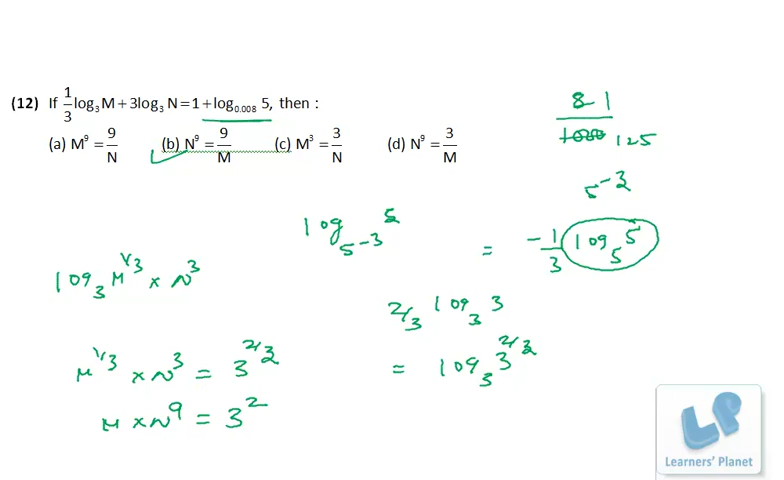 (12) If 1/3 log₃ M + 3log₃ N = 1 + log₀.₀₀₈ 5, then :
(a) M⁹ = 9/N (b) N⁹ = 9/M (c) M³ = 3/N (d) N⁹ = 3/M
8 1
1000 125
5⁻³
log₅₋₃ 5 = -1/3 log₅ 5
log₃ M^1/3 × N³
2/3 log₃ 3
M^1/3 × N³ = 3^2/3
= log₃ 3^2/3
M × N⁹ = 3²
LP
Learners' Planet